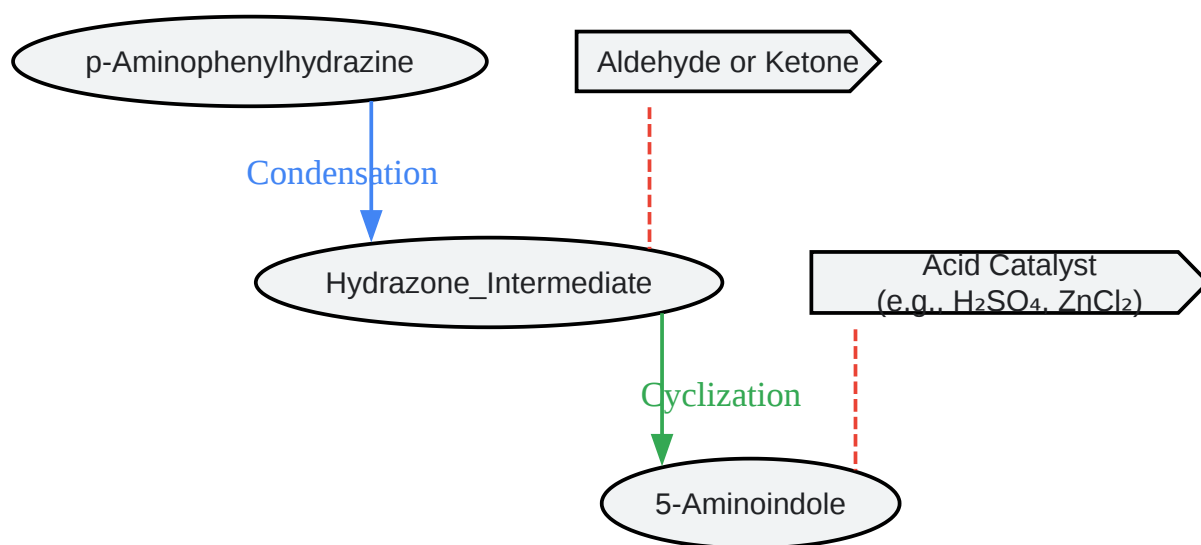 p-Aminophenylhydrazine
Aldehyde or Ketone
Condensation
Hydrazone_Intermediate
Acid Catalyst
(e.g., H₂SO₄, ZnCl₂)
Cyclization
5-Aminoindole